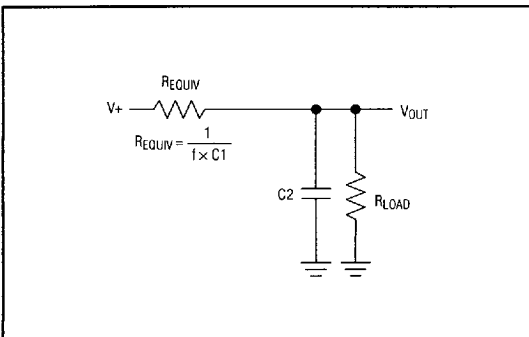 REQUIV
V+
VOUT
REQUIV = 1 / f × C1
C2
RLOAD